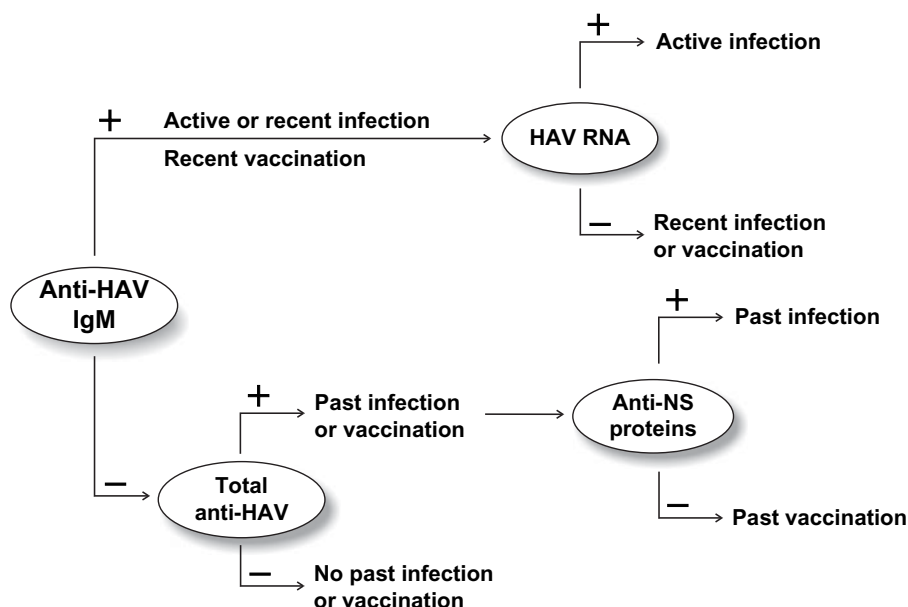 +
Active infection
+
Active or recent infection
HAV RNA
Recent vaccination
−
Recent infection
or vaccination
Anti-HAV
IgM
+
Past infection
+
Past infection
or vaccination
Anti-NS
proteins
−
Total
anti-HAV
−
Past vaccination
−
No past infection
or vaccination